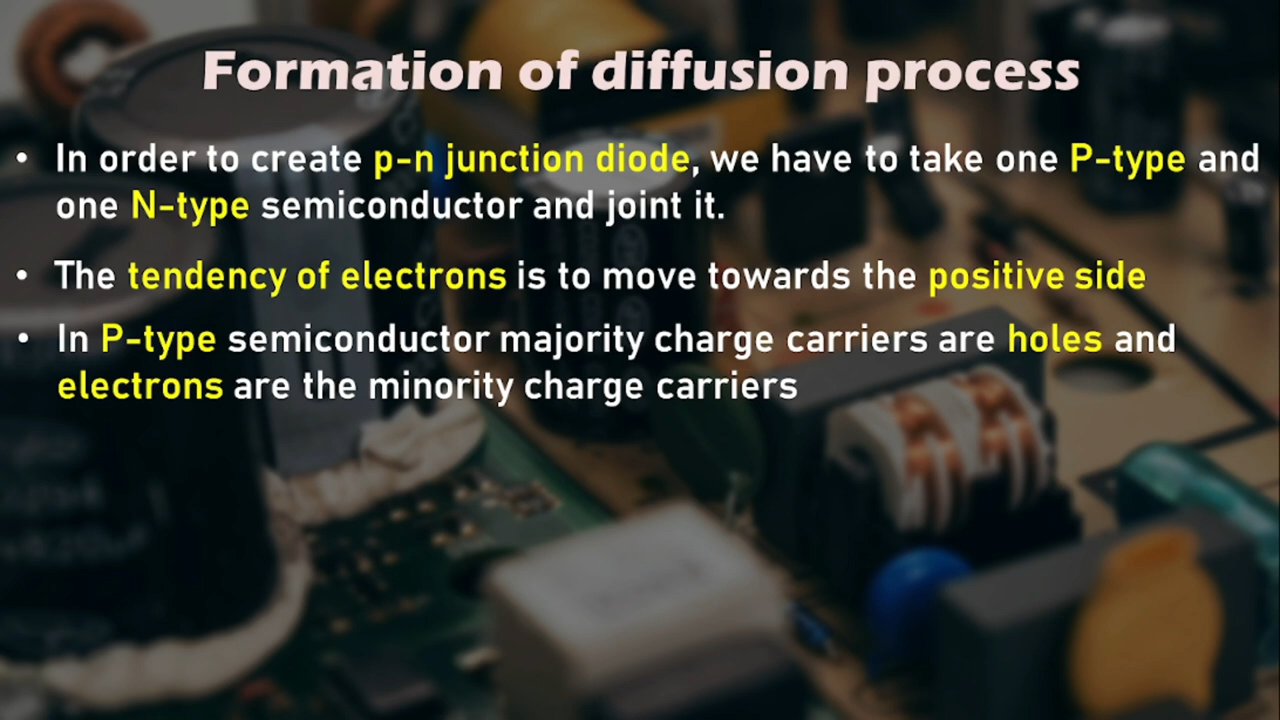 Formation of diffusion process
• In order to create p-n junction diode, we have to take one P-type and
one N-type semiconductor and joint it.
• The tendency of electrons is to move towards the positive side
• In P-type semiconductor majority charge carriers are holes and
electrons are the minority charge carriers